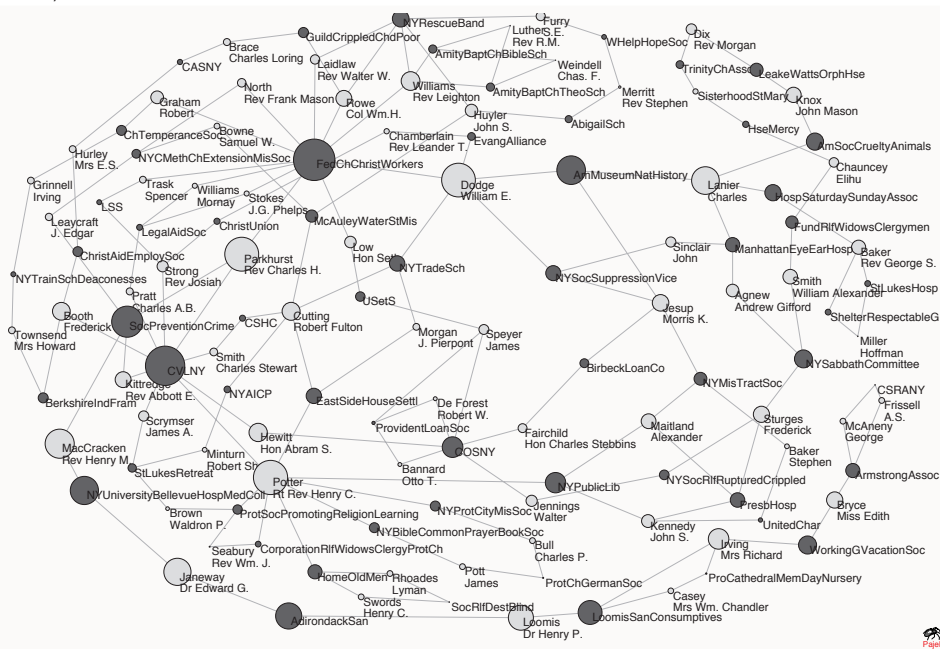 NYRescueBand
Furry
S.E.
Luther
Rev R.M.
GuildCrippledChdPoor
WHelpHopeSoc
Dix
Rev Morgan
Brace
Charles Loring
CASNY
Laidlaw
Rev Walter W.
AmityBaptChBibleSch
Weindell
Chas. F.
TrinityChAssc
LeakeWattsOrphHse
North
Rev Frank Mason
Rowe
Col Wm.H.
Williams
Rev Leighton
AmityBaptChTheoSch
Merritt
Rev Stephen
SisterhoodStMary
Knox
John Mason
Graham
Robert
Huyler
John S.
AbigailSch
HseMercy
ChTemperanceSoc
Bowne
Samuel W.
Chamberlain
Rev Leander T.
EvangAlliance
AmSocCrueltyAnimals
Hurley
Mrs E.S.
NYCMethChExtensionMisSoc
FedChChristWorkers
AmMuseumNatHistory
Chauncey
Elihu
Grinnell
Irving
Trask
Spencer
Williams
Mornay
Stokes
J.G. Phelps
Dodge
William E.
Lanier
Charles
HospSaturdaySundayAssoc
LSS
Leaycraft
J. Edgar
LegalAidSoc
ChristUnion
McAuleyWaterStMis
FundRlfWidowsClergymen
ChristAidEmploySoc
Parkhurst
Rev Charles H.
Low
Hon Seth
Sinclair
John
ManhattanEyeEarHosp
Baker
Rev George S.
NYTrainSchDeaconesses
Strong
Rev Josiah
NYTradeSch
NYSocSuppressionVice
Smith
William Alexander
StLukesHosp
Pratt
Charles A.B.
USetS
Agnew
Andrew Gifford
Booth
Frederick
SocPreventionCrime
CSHC
Cutting
Robert Fulton
Jesup
Morris K.
ShelterRespectableG
Townsend
Mrs Howard
Morgan
J. Pierpont
Speyer
James
Miller
Hoffman
Smith
Charles Stewart
CVLNY
BirbeckLoanCo
NYSabbathCommittee
Kittredge
Rev Abbott E.
NYAICP
EastSideHouseSettl
NYMisTractSoc
BerkshireIndFram
De Forest
Robert W.
CSRANY
Frissell
A.S.
Scrymser
James A.
ProvidentLoanSoc
Fairchild
Hon Charles Stebbins
Maitland
Alexander
Sturges
Frederick
McAneny
George
MacCracken
Rev Henry M.
Hewitt
Hon Abram S.
COSNY
Baker
Stephen
Minturn
Robert Sh
StLukesRetreat
Bannard
Otto T.
ArmstrongAssoc
Potter
Rt Rev Henry C.
NYPublicLib
NYSocRlfRupturedCrippled
NYUniversityBellevueHospMedColl
Brown
Waldron P.
ProtSocPromotingReligionLearning
NYProtCityMisSoc
Jennings
Walter
PresbHosp
Bryce
Miss Edith
NYBibleCommonPrayerBookSoc
Kennedy
John S.
UnitedChar
Seabury
Rev Wm. J.
CorporationRlfWidowsClergyProtCh
Bull
Charles P.
Irving
Mrs Richard
WorkingGVacationSoc
Janeway
Dr Edward G.
HomeOldMen
Rhoades
Lyman
Pott
James
ProtChGermanSoc
ProCathedralMemDayNursery
Swords
Henry C.
SocRlfDestBlind
Casey
Mrs Wm. Chandler
AdirondackSan
Loomis
Dr Henry P.
LoomisSanConsumptives